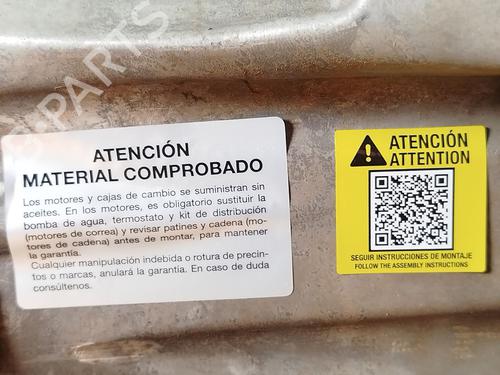 ATENCIÓN
MATERIAL COMPROBADO
Los motores y cajas de cambio se suministran sin
aceites. En los motores, es obligatorio sustituir la
bomba de agua, termostato y kit de distribución
(motores de correa) y revisar patines y cadena (mo-
tores de cadena) antes de montar, para mantener
la garantía.
Cualquier manipulación indebida o rotura de precin-
tos o marcas, anulará la garantía. En caso de duda
consúltenos.
ATENCIÓN
ATTENTION
SEGUIR INSTRUCCIONES DE MONTAJE
FOLLOW THE ASSEMBLY INSTRUCTIONS